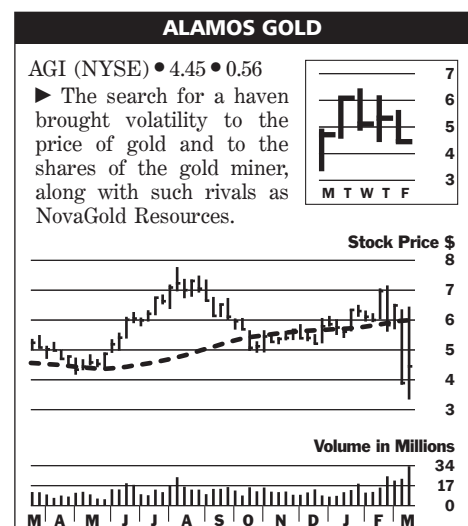 ALAMOS GOLD
AGI (NYSE) • 4.45 • 0.56
▶ The search for a haven
brought volatility to the
price of gold and to the
shares of the gold miner,
along with such rivals as
NovaGold Resources.
7
6
5
4
3
M T W T F
Stock Price $
8
7
6
5
4
3
Volume in Millions
34
17
0
M A M J J A S O N D J F M